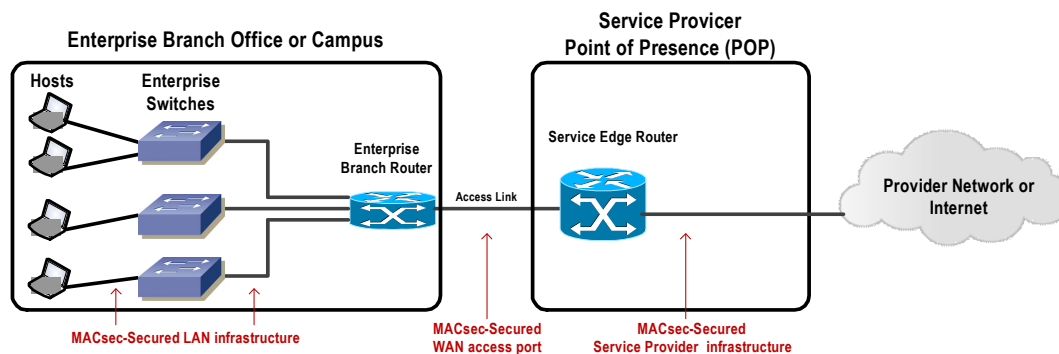 Enterprise Branch Office or Campus
Service Provicer
Point of Presence (POP)
Hosts
Enterprise
Switches
Enterprise
Branch Router
Access Link
Service Edge Router
Provider Network or
Internet
MACsec-Secured LAN infrastructure
MACsec-Secured
WAN access port
MACsec-Secured
Service Provider infrastructure